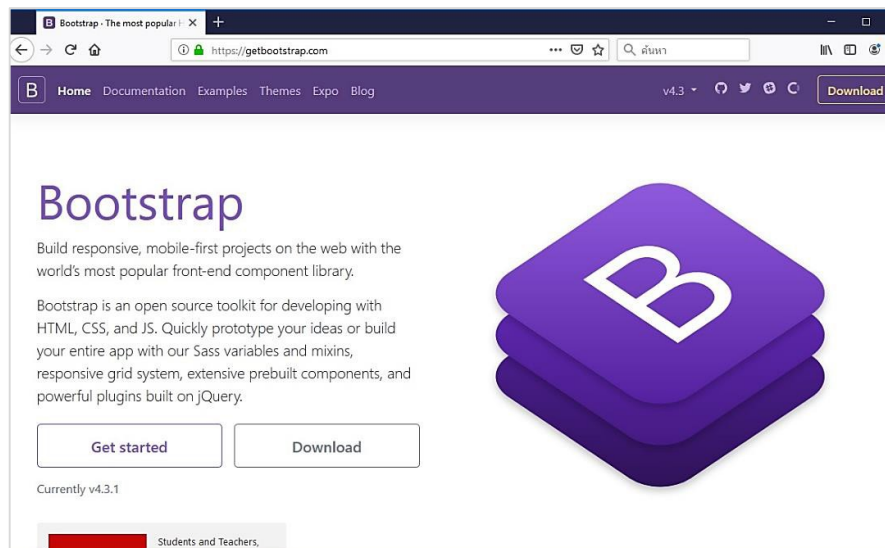 Bootstrap · The most popular H
https://getbootstrap.com
ค้นหา
B Home Documentation Examples Themes Expo Blog v4.3 Download
Bootstrap
Build responsive, mobile-first projects on the web with the
world's most popular front-end component library.
Bootstrap is an open source toolkit for developing with
HTML, CSS, and JS. Quickly prototype your ideas or build
your entire app with our Sass variables and mixins,
responsive grid system, extensive prebuilt components, and
powerful plugins built on jQuery.
Get started Download
Currently v4.3.1
Students and Teachers,
B